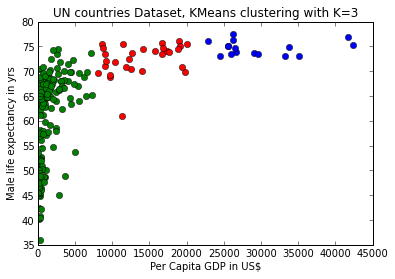 UN countries Dataset, KMeans clustering with K=3
Male life expectancy in yrs
80
75
70
65
60
55
50
45
40
35
0 5000 10000 15000 20000 25000 30000 35000 40000 45000
Per Capita GDP in US$